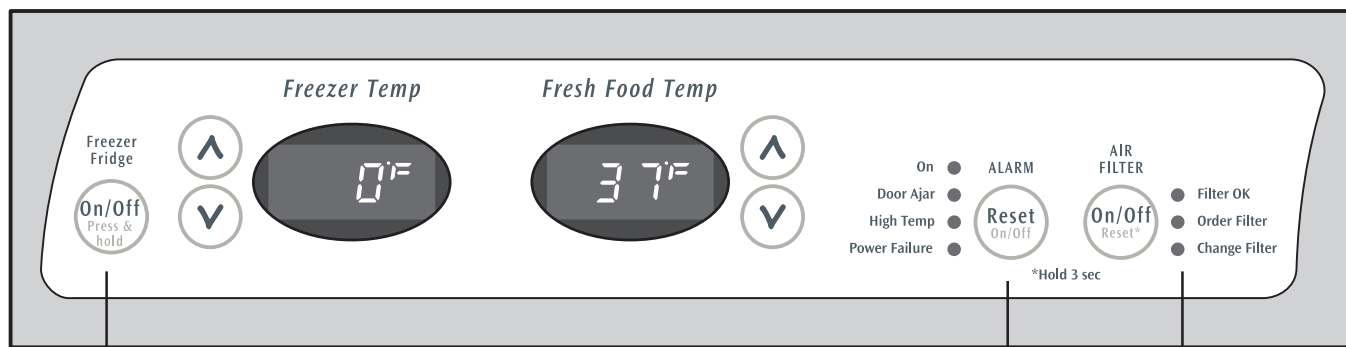 Freezer Temp
Fresh Food Temp
Freezer
Fridge
On/Off
Press &
hold
0°F
37°F
On
Door Ajar
High Temp
Power Failure
ALARM
Reset
On/Off
AIR
FILTER
On/Off
Reset*
Filter OK
Order Filter
Change Filter
*Hold 3 sec